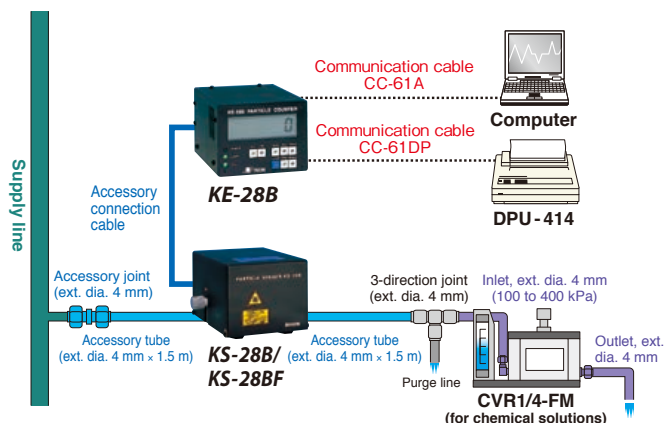 Supply line
Communication cable
CC-61A
Computer
Communication cable
CC-61DP
DPU-414
KE-28B
0
Accessory
connection
cable
Accessory joint
(ext. dia. 4 mm)
Accessory tube
(ext. dia. 4 mm × 1.5 m)
KS-28B/
KS-28BF
Accessory tube
(ext. dia. 4 mm × 1.5 m)
3-direction joint
(ext. dia. 4 mm)
Purge line
Inlet, ext. dia. 4 mm
(100 to 400 kPa)
Outlet, ext.
dia. 4 mm
CVR1/4-FM
(for chemical solutions)